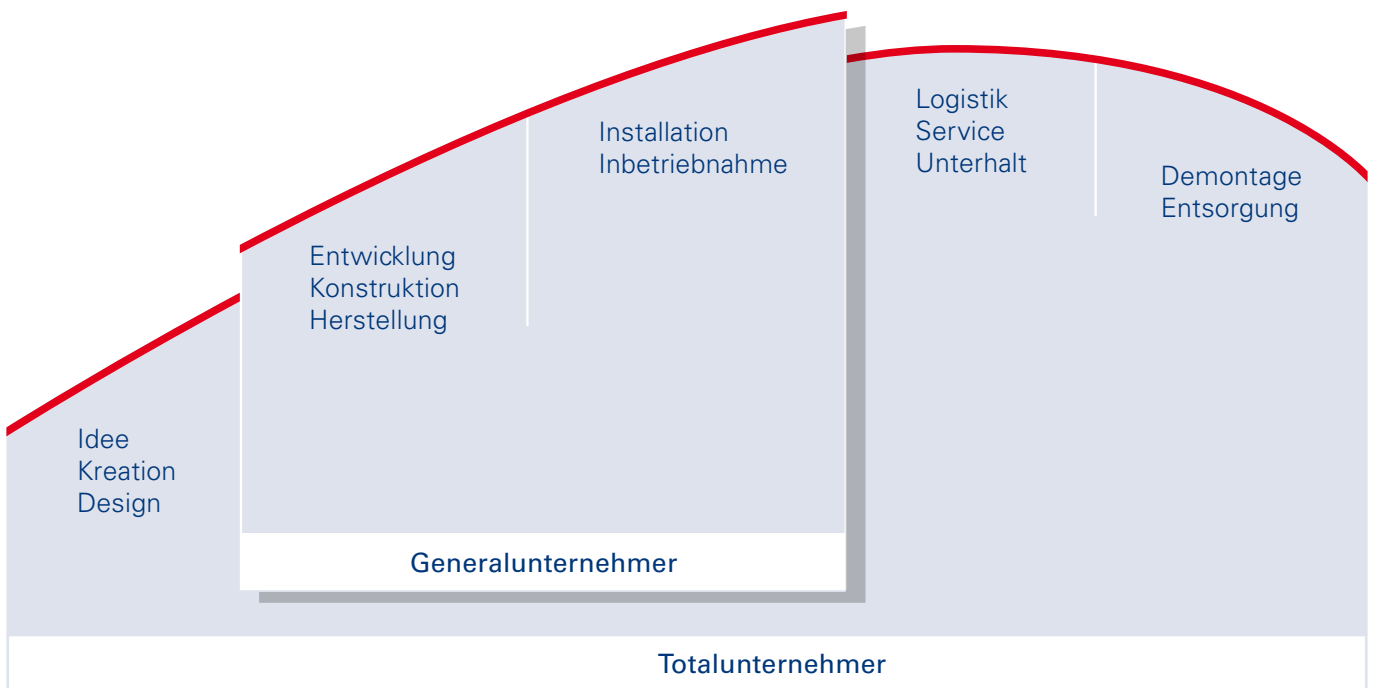 Idee
Kreation
Design
Entwicklung
Konstruktion
Herstellung
Installation
Inbetriebnahme
Logistik
Service
Unterhalt
Demontage
Entsorgung
Generalunternehmer
Totalunternehmer